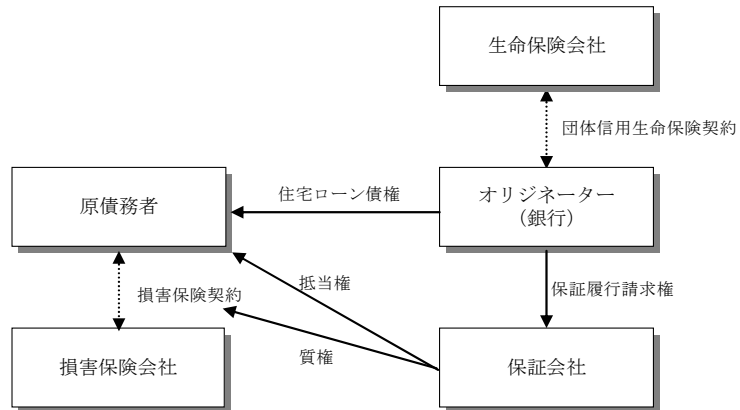 生命保険会社
団体信用生命保険契約
原債務者
住宅ローン債権
オリジネーター
（銀行）
抵当権
保証履行請求権
損害保険契約
質権
損害保険会社
保証会社